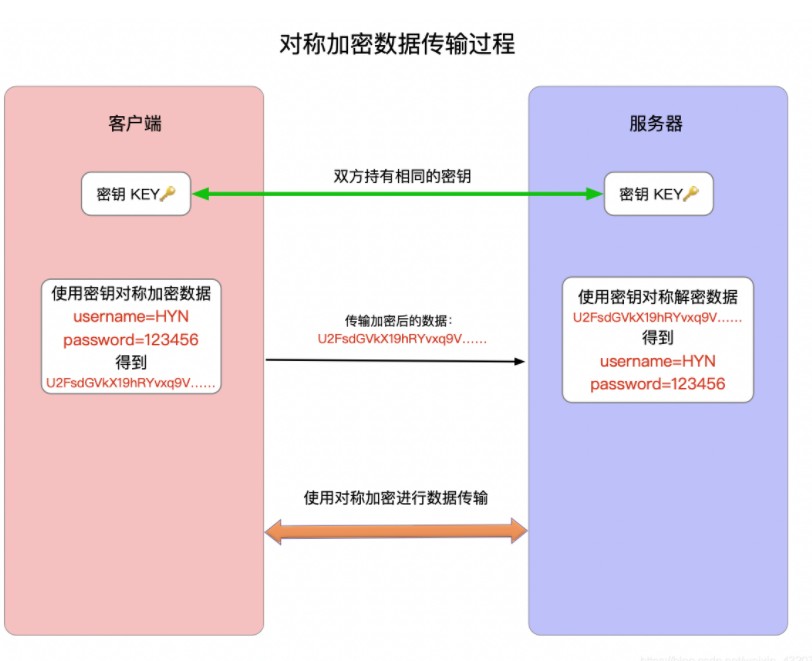 对称加密数据传输过程
客户端
服务器
双方持有相同的密钥
密钥 KEY
密钥 KEY
使用密钥对称加密数据
username=HYN
password=123456
得到
U2FsdGVkX19hRYvxq9V......
传输加密后的数据:
U2FsdGVkX19hRYvxq9V......
使用密钥对称解密数据
U2FsdGVkX19hRYvxq9V......
得到
username=HYN
password=123456
使用对称加密进行数据传输